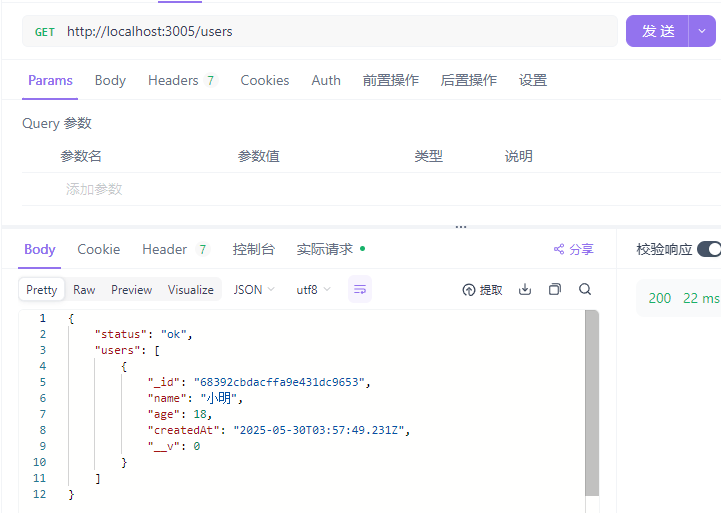 GET http://localhost:3005/users 发 送
Params Body Headers 7 Cookies Auth 前置操作 后置操作 设置
Query 参数
参数名 参数值 类型 说明
添加参数
Body Cookie Header 7 控制台 实际请求 分享 校验响应
Pretty Raw Preview Visualize JSON utf8 提取 200 22 ms
1 {
2 "status": "ok",
3 "users": [
4 {
5 "_id": "68392cbdacffa9e431dc9653",
6 "name": "小明",
7 "age": 18,
8 "createdAt": "2025-05-30T03:57:49.231Z",
9 "__v": 0
10 }
11 ]
12 }